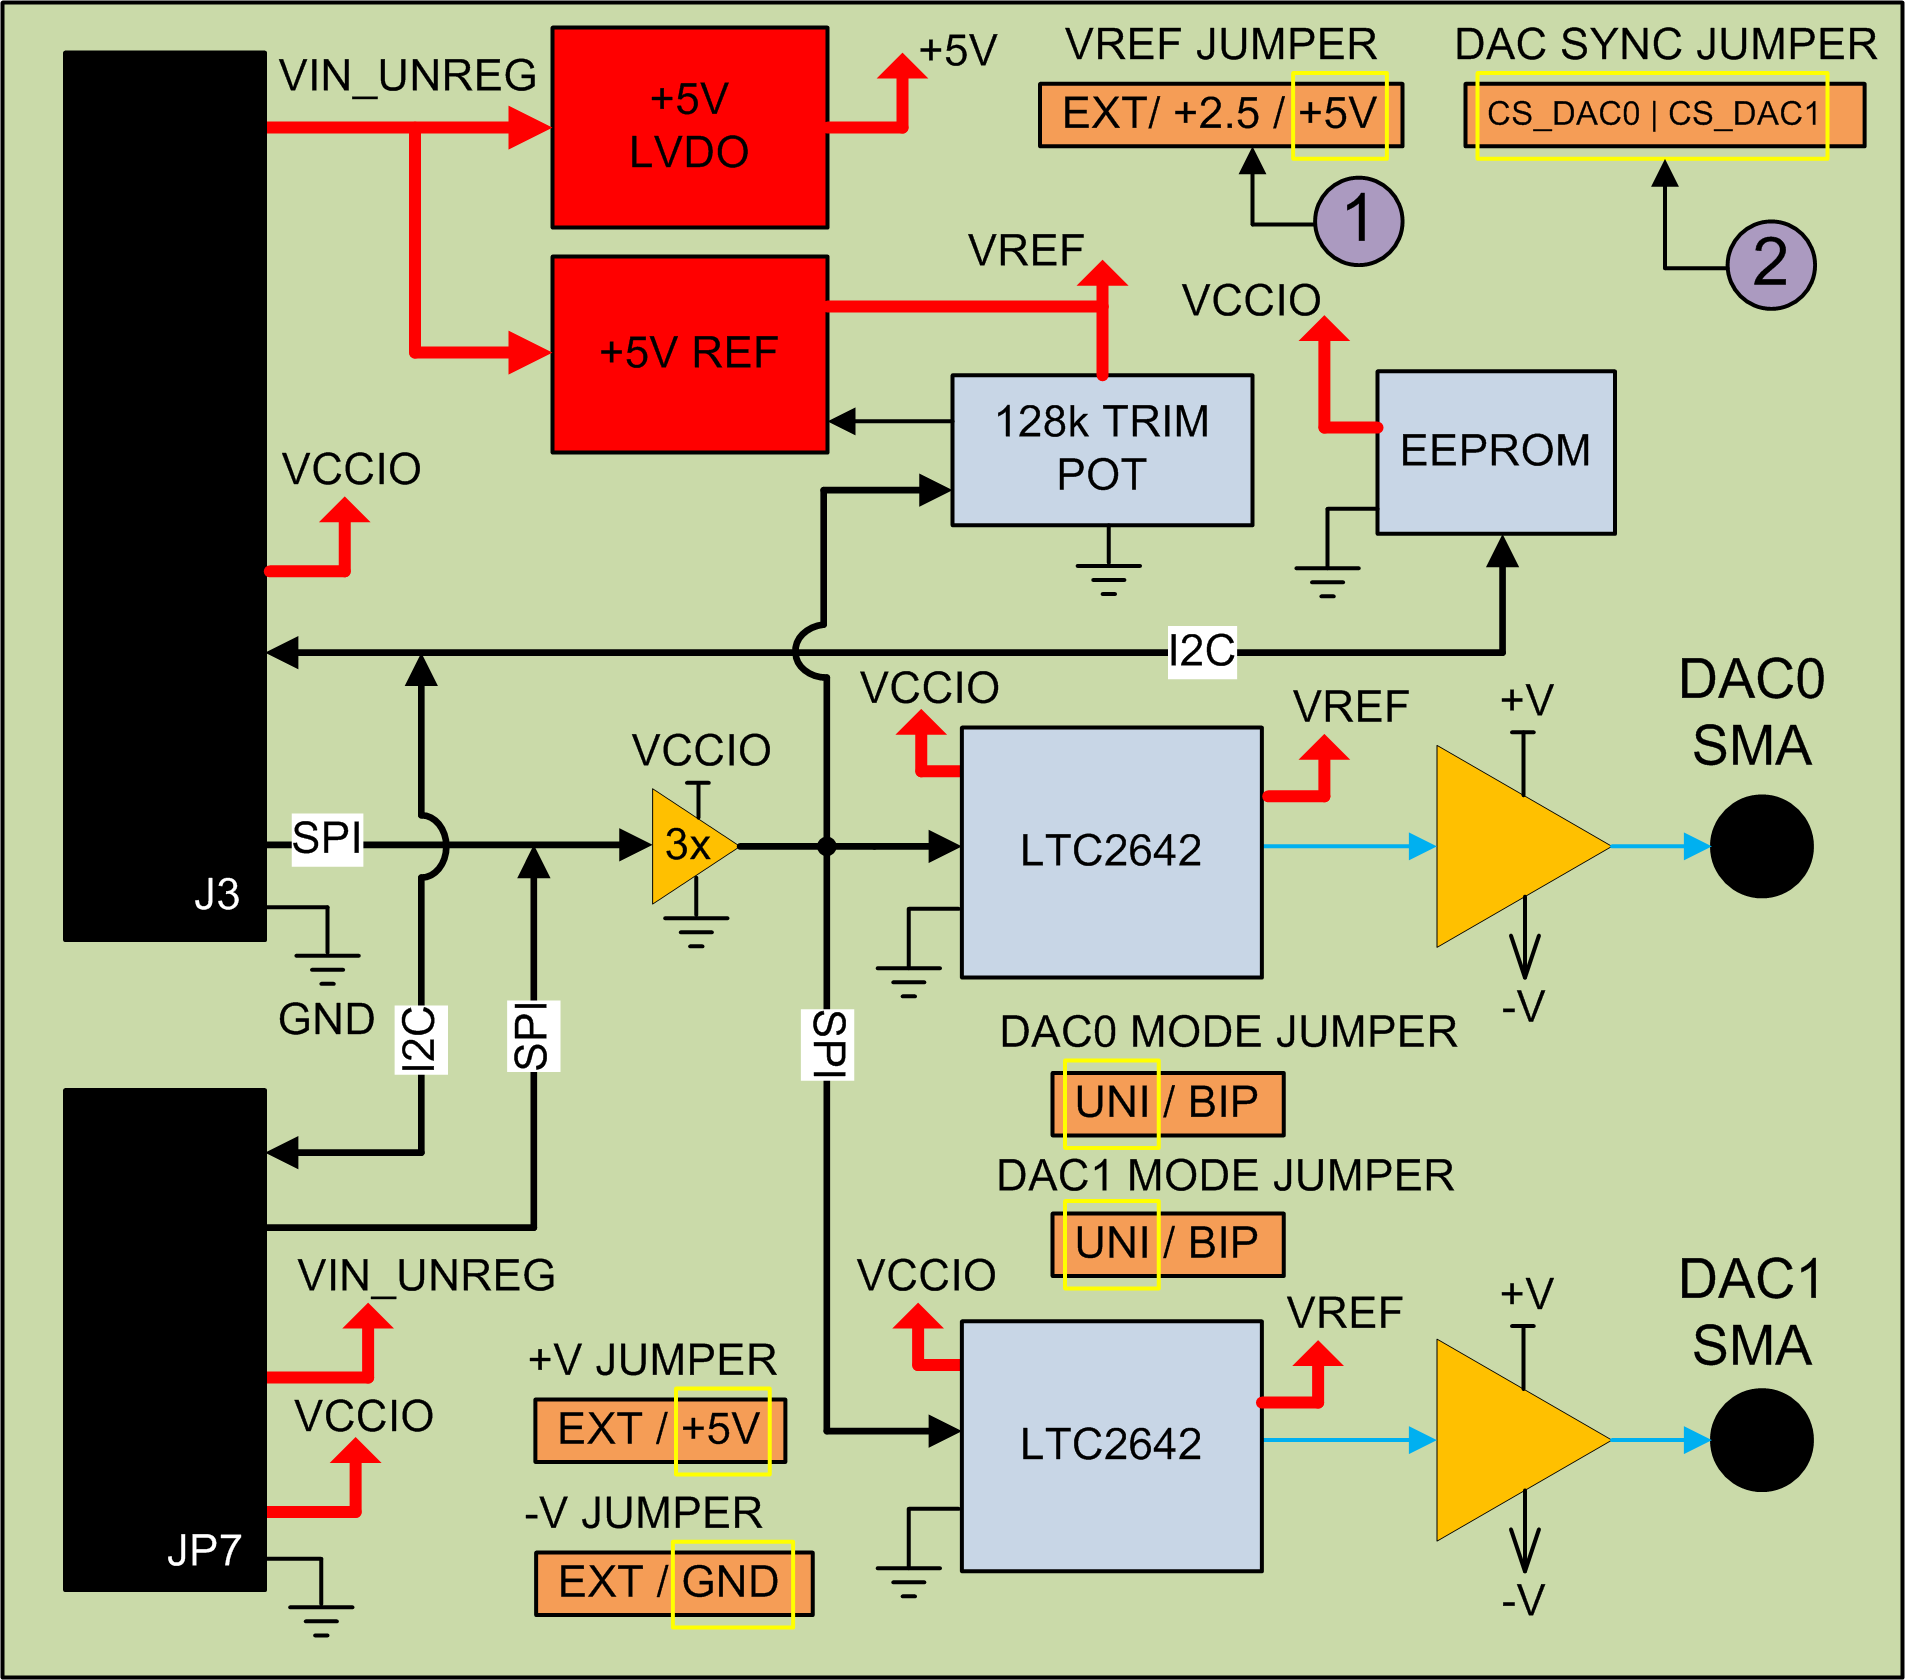 VIN_UNREG
+5V
LVDO
+5V
VREF JUMPER
EXT/ +2.5 / +5V
1
DAC SYNC JUMPER
CS_DAC0 | CS_DAC1
2
+5V REF
VREF
128k TRIM
POT
VCCIO
EEPROM
VCCIO
I2C
SPI
J3
GND
VCCIO
3x
VCCIO
LTC2642
VREF
+V
-V
DAC0
SMA
I2C
SPI
SPI
DAC0 MODE JUMPER
UNI / BIP
DAC1 MODE JUMPER
UNI / BIP
VIN_UNREG
VCCIO
JP7
+V JUMPER
EXT / +5V
-V JUMPER
EXT / GND
VCCIO
LTC2642
VREF
+V
-V
DAC1
SMA